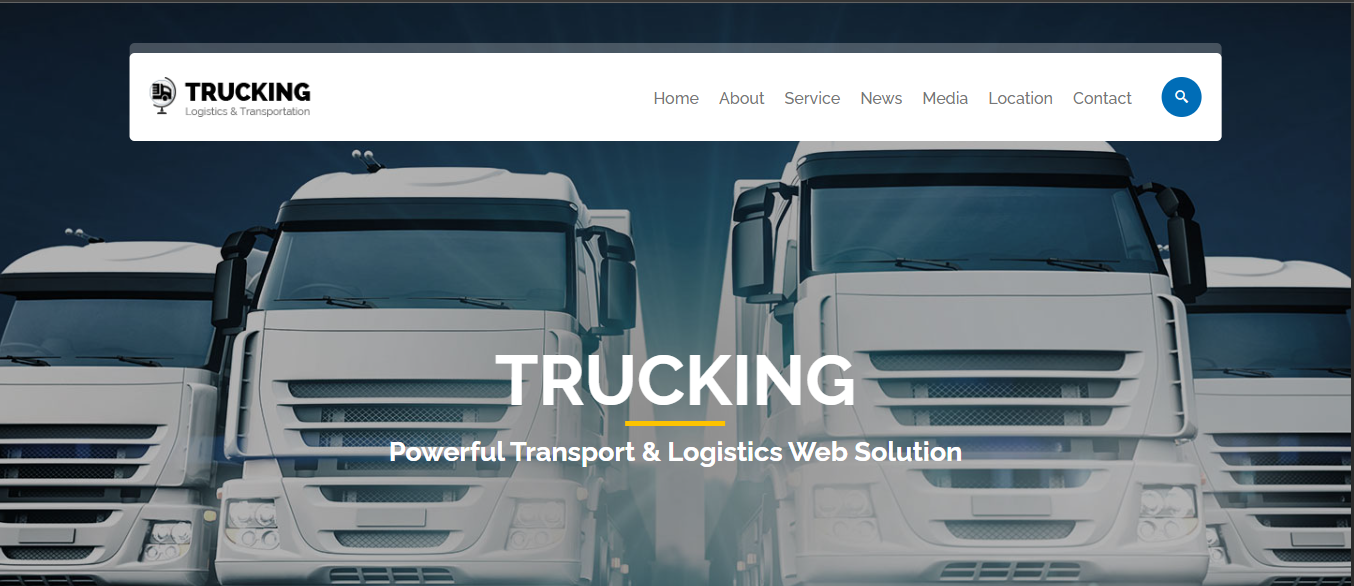 TRUCKING
Logistics & Transportation
Home About Service News Media Location Contact
TRUCKING
Powerful Transport & Logistics Web Solution